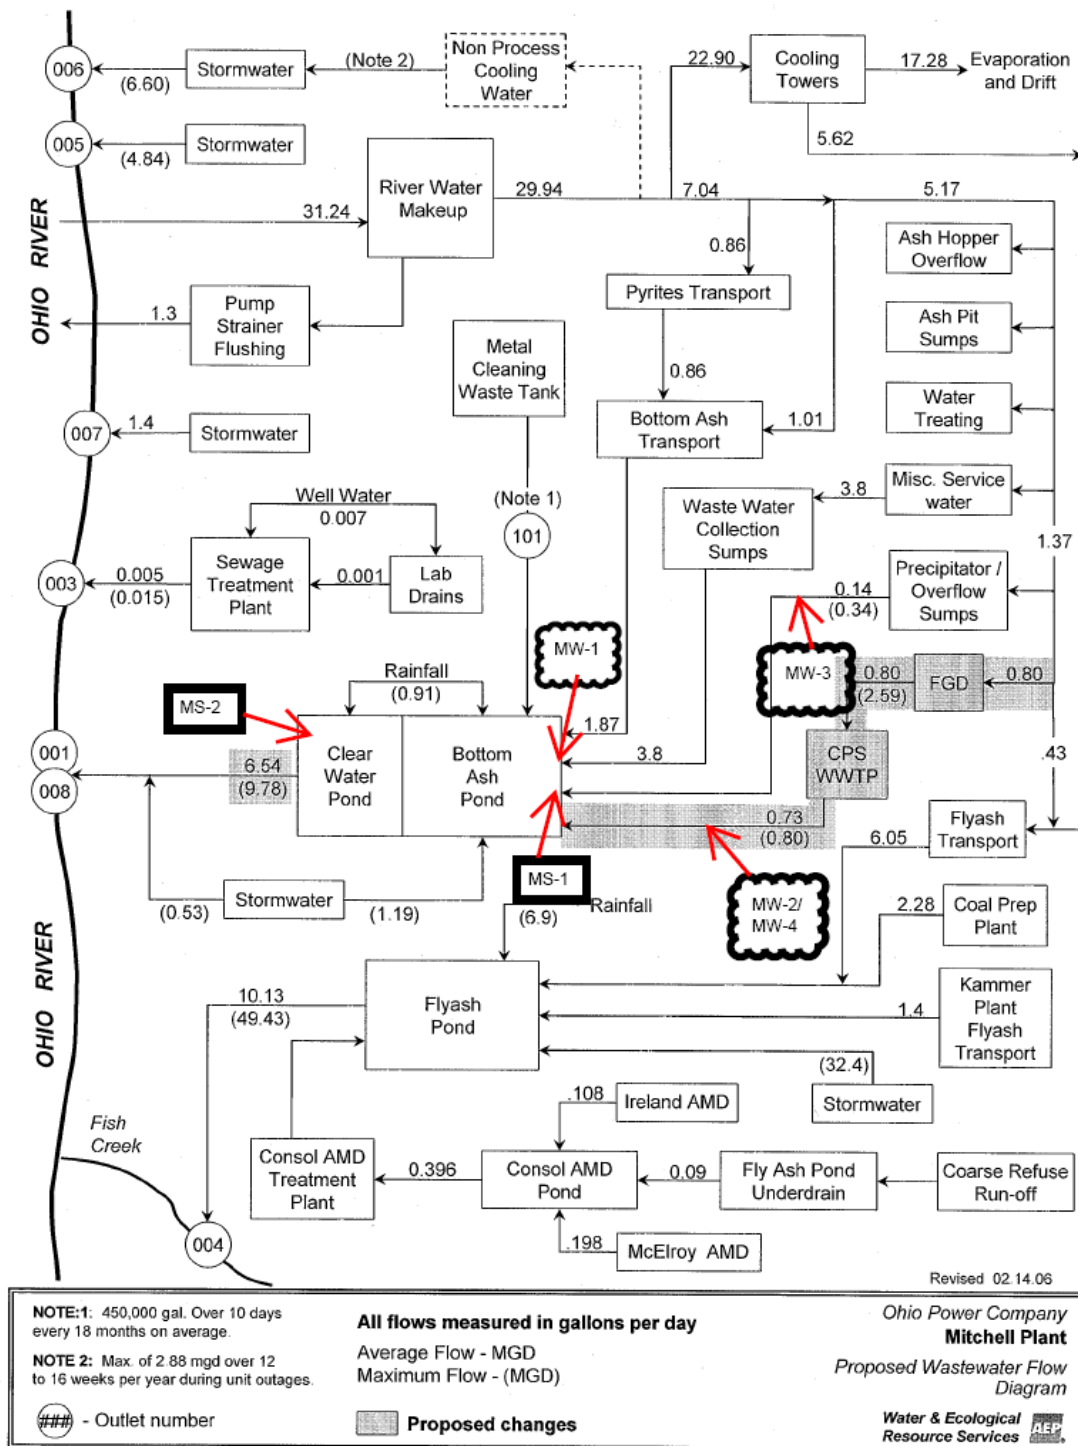 006
Stormwater
(6.60)
(Note 2)
Non Process
Cooling
Water
22.90
Cooling
Towers
17.28
Evaporation
and Drift
005
Stormwater
(4.84)
5.62
River Water
Makeup
29.94
7.04
5.17
31.24
OHIO RIVER
0.86
Ash Hopper
Overflow
Pyrites Transport
1.3
Pump
Strainer
Flushing
Ash Pit
Sumps
Metal
Cleaning
Waste Tank
0.86
Water
Treating
007
1.4
Stormwater
Bottom Ash
Transport
1.01
Well Water
0.007
(Note 1)
101
Waste Water
Collection
Sumps
3.8
Misc. Service
water
1.37
003
0.005
(0.015)
Sewage
Treatment
Plant
0.001
Lab
Drains
0.14
(0.34)
Precipitator /
Overflow
Sumps
MW-1
Rainfall
(0.91)
MW-3
0.80
(2.59)
FGD
0.80
MS-2
001
008
6.54
(9.78)
Clear
Water
Pond
Bottom
Ash
Pond
1.87
3.8
CPS
WWTP
.43
0.73
(0.80)
Flyash
Transport
6.05
MS-1
(0.53)
Stormwater
(1.19)
(6.9)
Rainfall
MW-2/
MW-4
2.28
Coal Prep
Plant
OHIO RIVER
10.13
(49.43)
Flyash
Pond
1.4
Kammer
Plant
Flyash
Transport
(32.4)
Stormwater
Fish
Creek
.108
Ireland AMD
Consol AMD
Treatment
Plant
0.396
Consol AMD
Pond
0.09
Fly Ash Pond
Underdrain
Coarse Refuse
Run-off
004
.198
McElroy AMD
Revised 02.14.06
NOTE:1: 450,000 gal. Over 10 days
every 18 months on average.
NOTE 2: Max. of 2.88 mgd over 12
to 16 weeks per year during unit outages.
### - Outlet number
All flows measured in gallons per day
Average Flow - MGD
Maximum Flow - (MGD)
Proposed changes
Ohio Power Company
Mitchell Plant
Proposed Wastewater Flow
Diagram
Water & Ecological
Resource Services
AEP